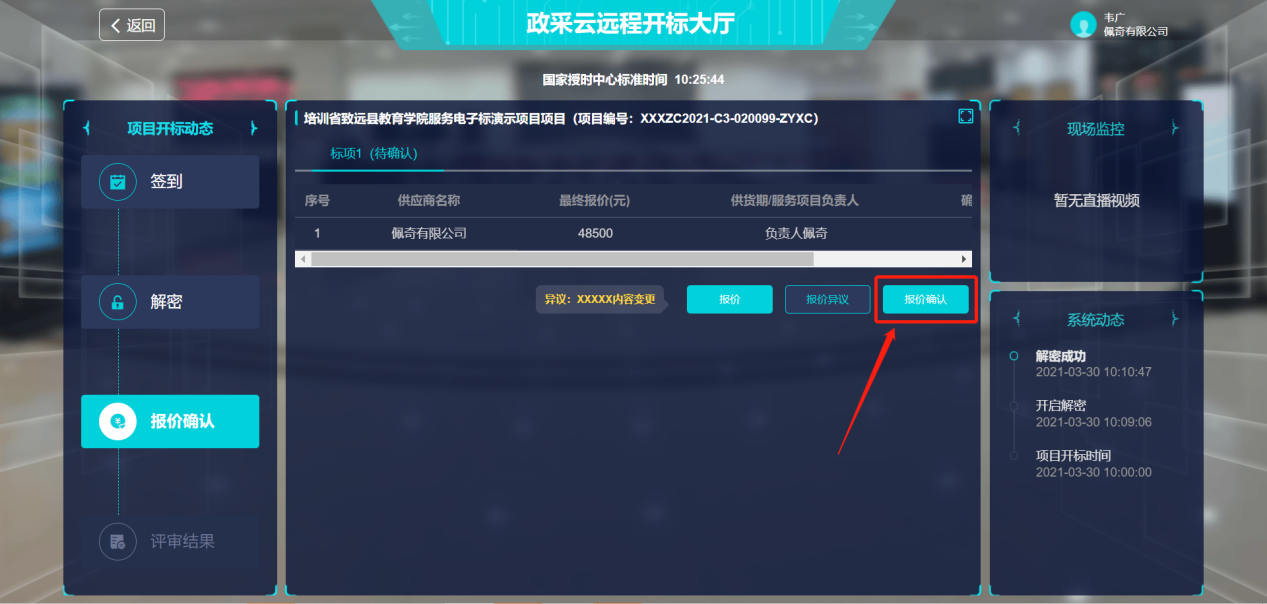 返回
政采云远程开标大厅
韦广
佩奇有限公司
国家授时中心标准时间 10:25:44
项目开标动态
签到
解密
报价确认
评审结果
培训省致远县教育学院服务电子标演示项目项目（项目编号：XXXZC2021-C3-020099-ZYXC）
标项1（待确认）
序号 供应商名称 最终报价(元) 供货期/服务项目负责人 确
1 佩奇有限公司 48500 负责人佩奇
异议：XXXXX内容变更 报价 报价异议 报价确认
现场监控
暂无直播视频
系统动态
解密成功
2021-03-30 10:10:47
开启解密
2021-03-30 10:09:06
项目开标时间
2021-03-30 10:00:00